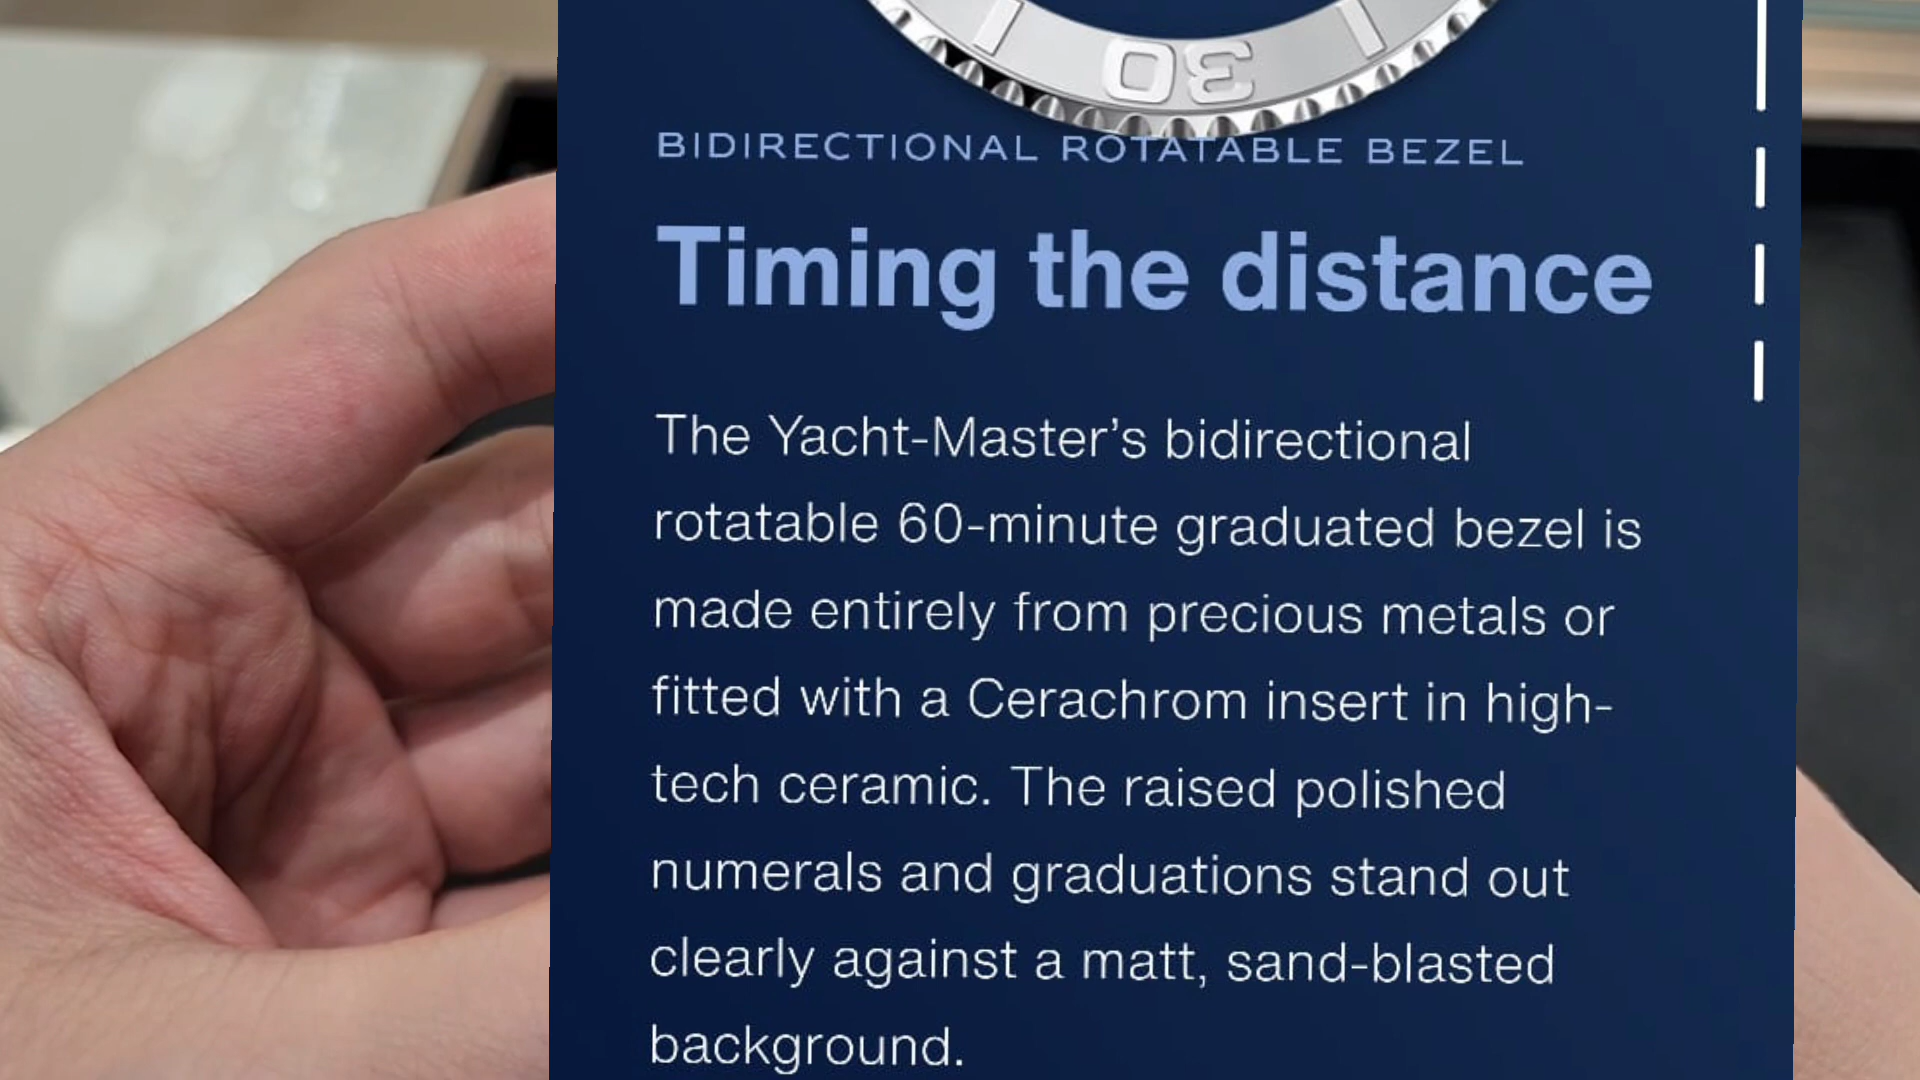 30
BIDIRECTIONAL ROTATABLE BEZEL
Timing the distance
The Yacht-Master’s bidirectional
rotatable 60-minute graduated bezel is
made entirely from precious metals or
fitted with a Cerachrom insert in high-
tech ceramic. The raised polished
numerals and graduations stand out
clearly against a matt, sand-blasted
background.